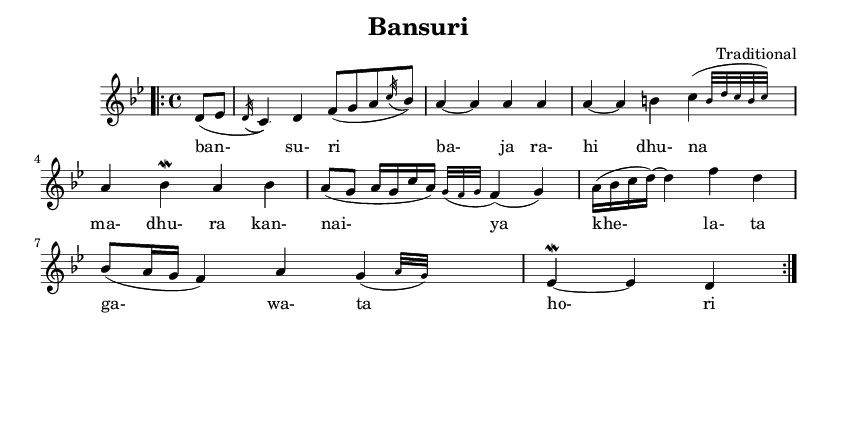 Bansuri
Traditional
ban- su- ri ba- ja ra- hi dhu- na
4
ma- dhu- ra kan- nai- ya khe- la- ta
7
ga- wa- ta ho- ri